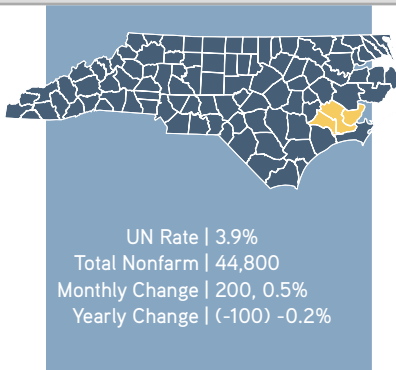 UN Rate | 3.9%
Total Nonfarm | 44,800
Monthly Change | 200, 0.5%
Yearly Change | (-100) -0.2%